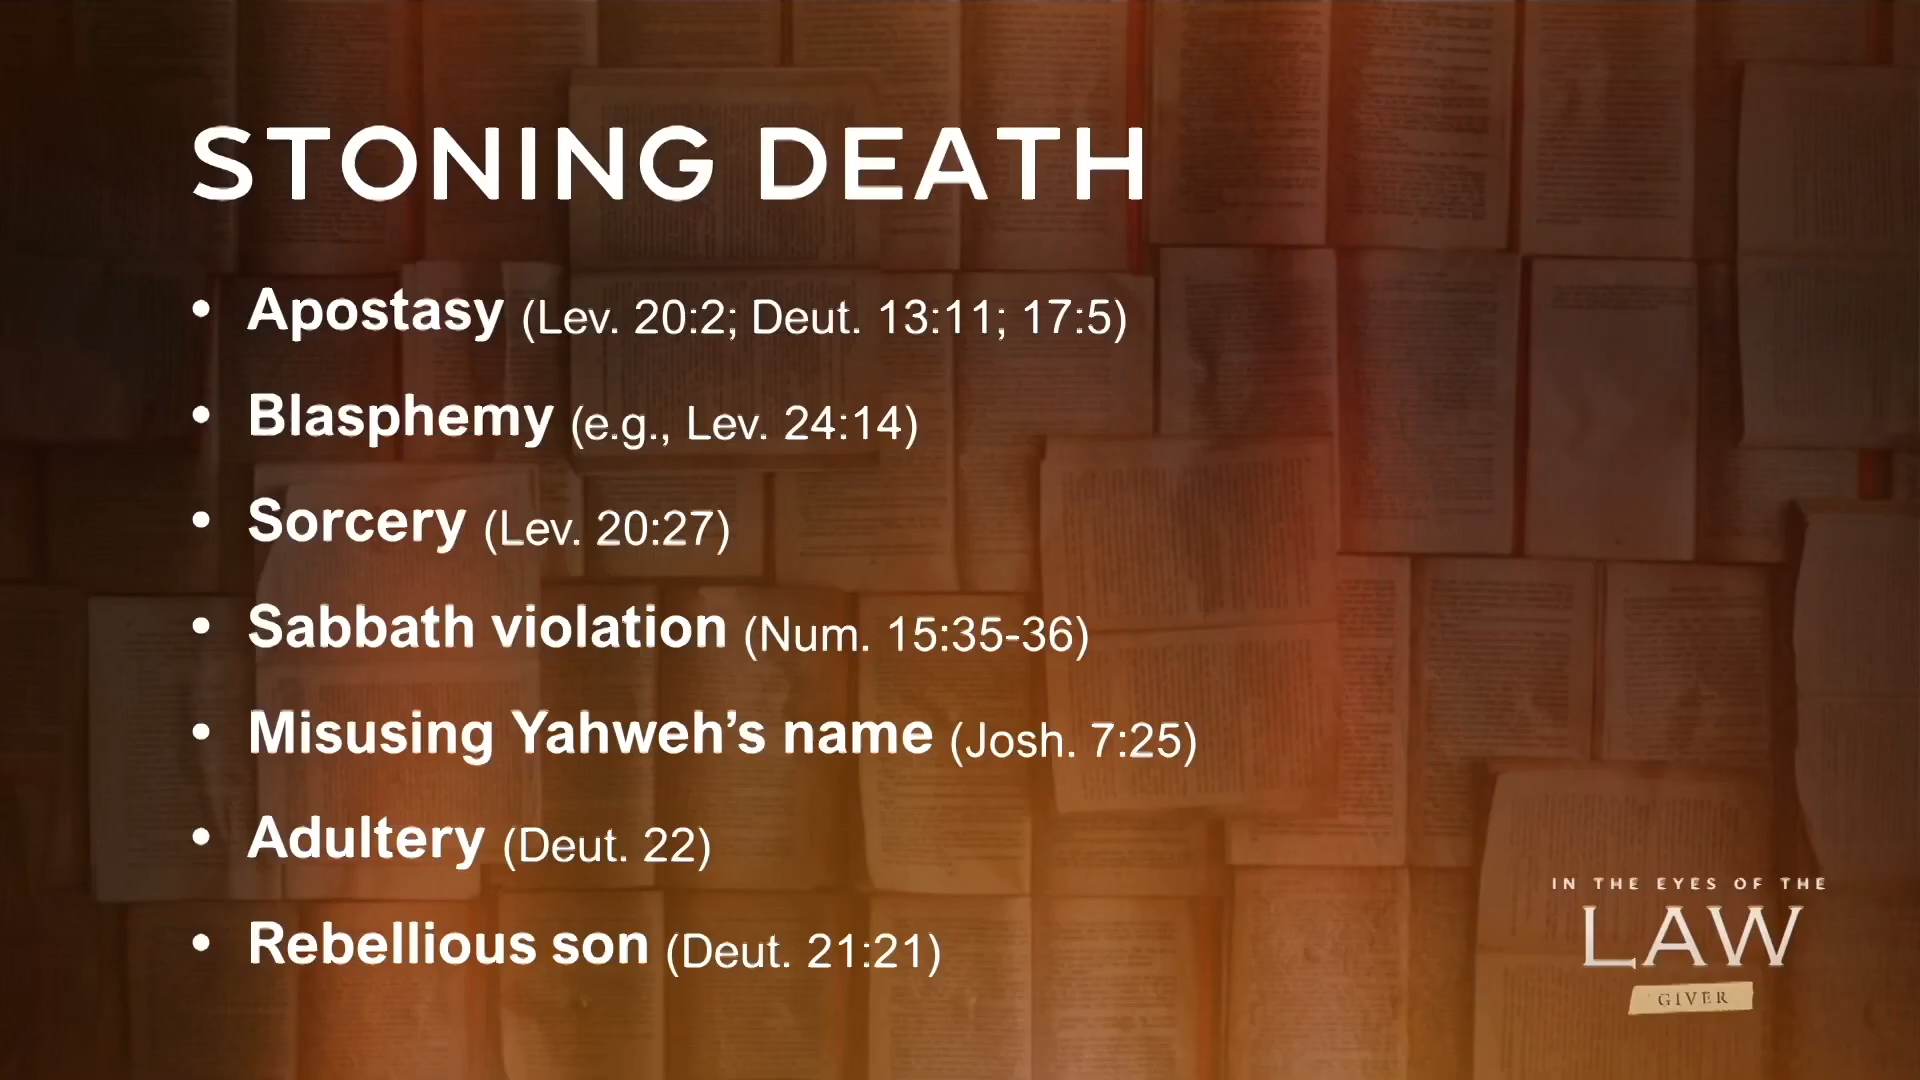 STONING DEATH
• Apostasy (Lev. 20:2; Deut. 13:11; 17:5)
• Blasphemy (e.g., Lev. 24:14)
• Sorcery (Lev. 20:27)
• Sabbath violation (Num. 15:35-36)
• Misusing Yahweh’s name (Josh. 7:25)
• Adultery (Deut. 22)
• Rebellious son (Deut. 21:21)
IN THE EYES OF THE
LAW
GIVER